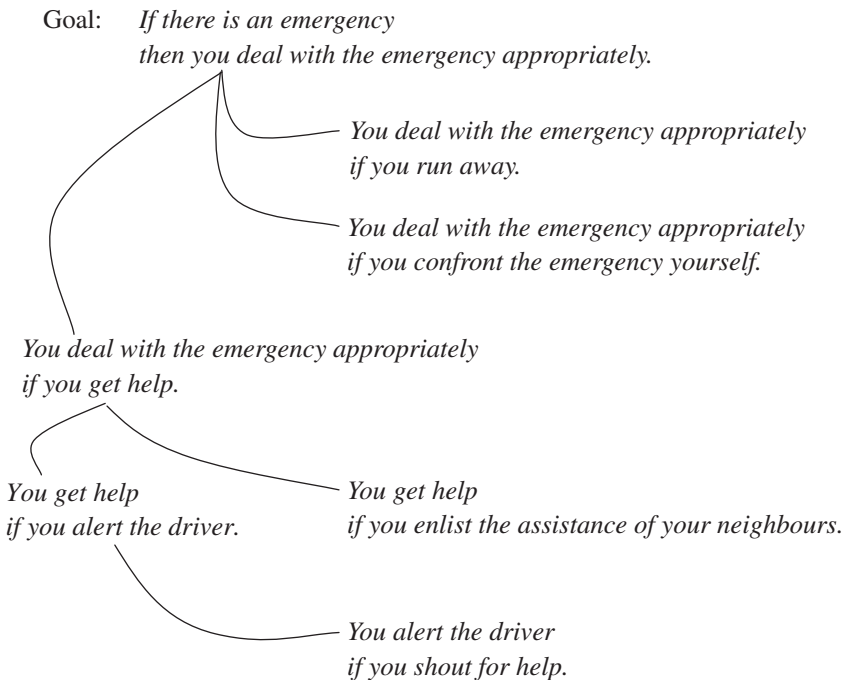 Goal: If there is an emergency
then you deal with the emergency appropriately.
You deal with the emergency appropriately
if you run away.
You deal with the emergency appropriately
if you confront the emergency yourself.
You deal with the emergency appropriately
if you get help.
You get help
if you alert the driver.
You get help
if you enlist the assistance of your neighbours.
You alert the driver
if you shout for help.